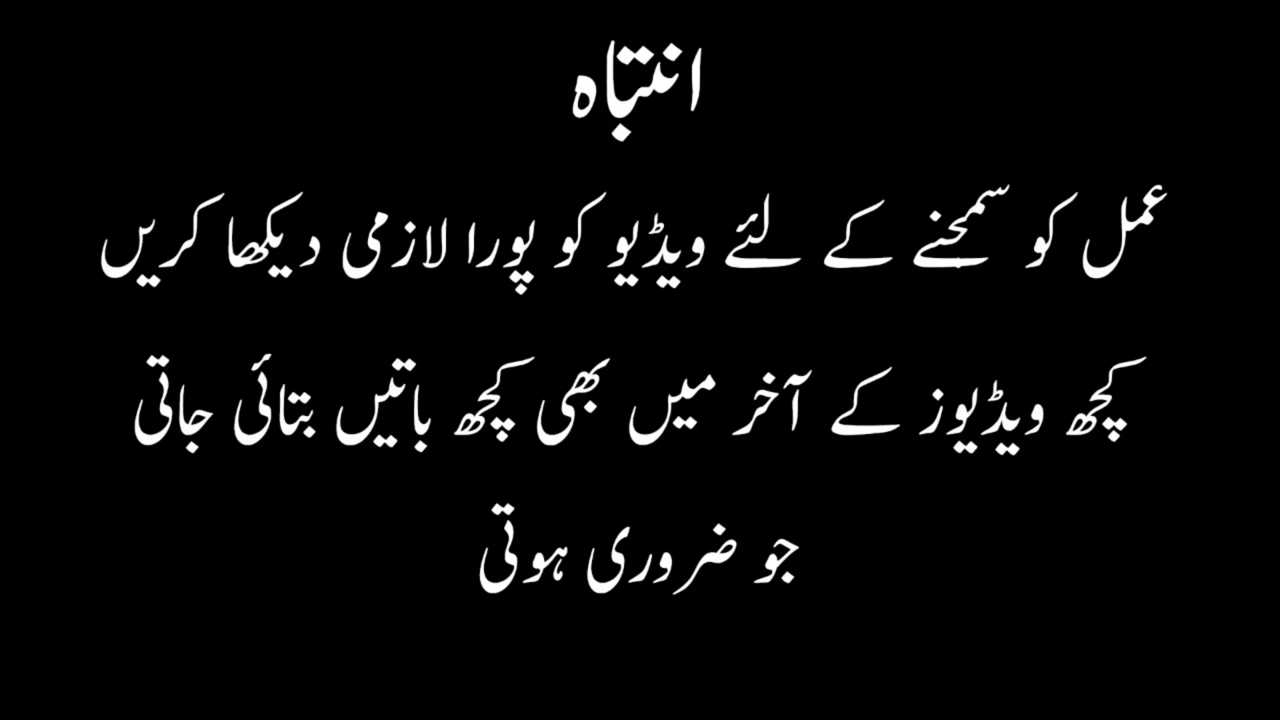 انتباہ
عمل کو سمجنے کے لئے ویڈیو کو پورا لازمی دیکھا کریں
کچھ ویڈیوز کے آخر میں بھی کچھ باتیں بتائی جاتی
جو ضروری ہوتی